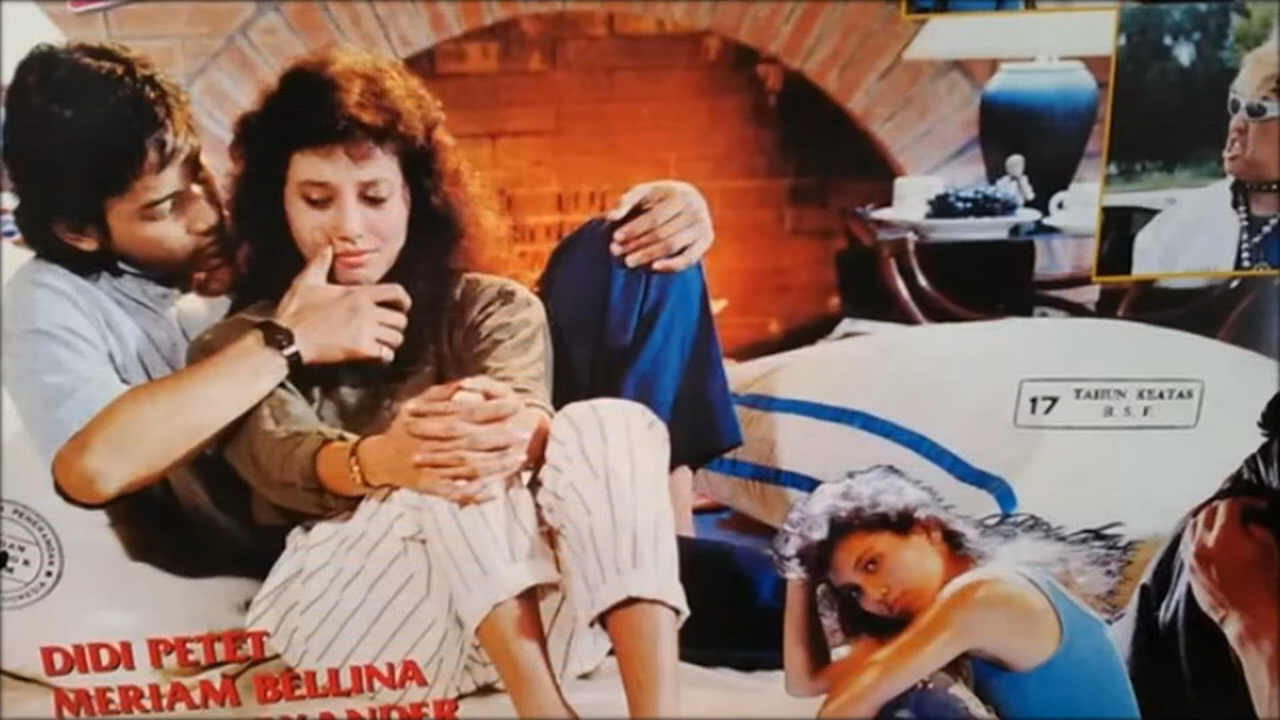 17 TAHUN KEATAS
B. S. F.
DIDI PETET
MERIAM BELLINA